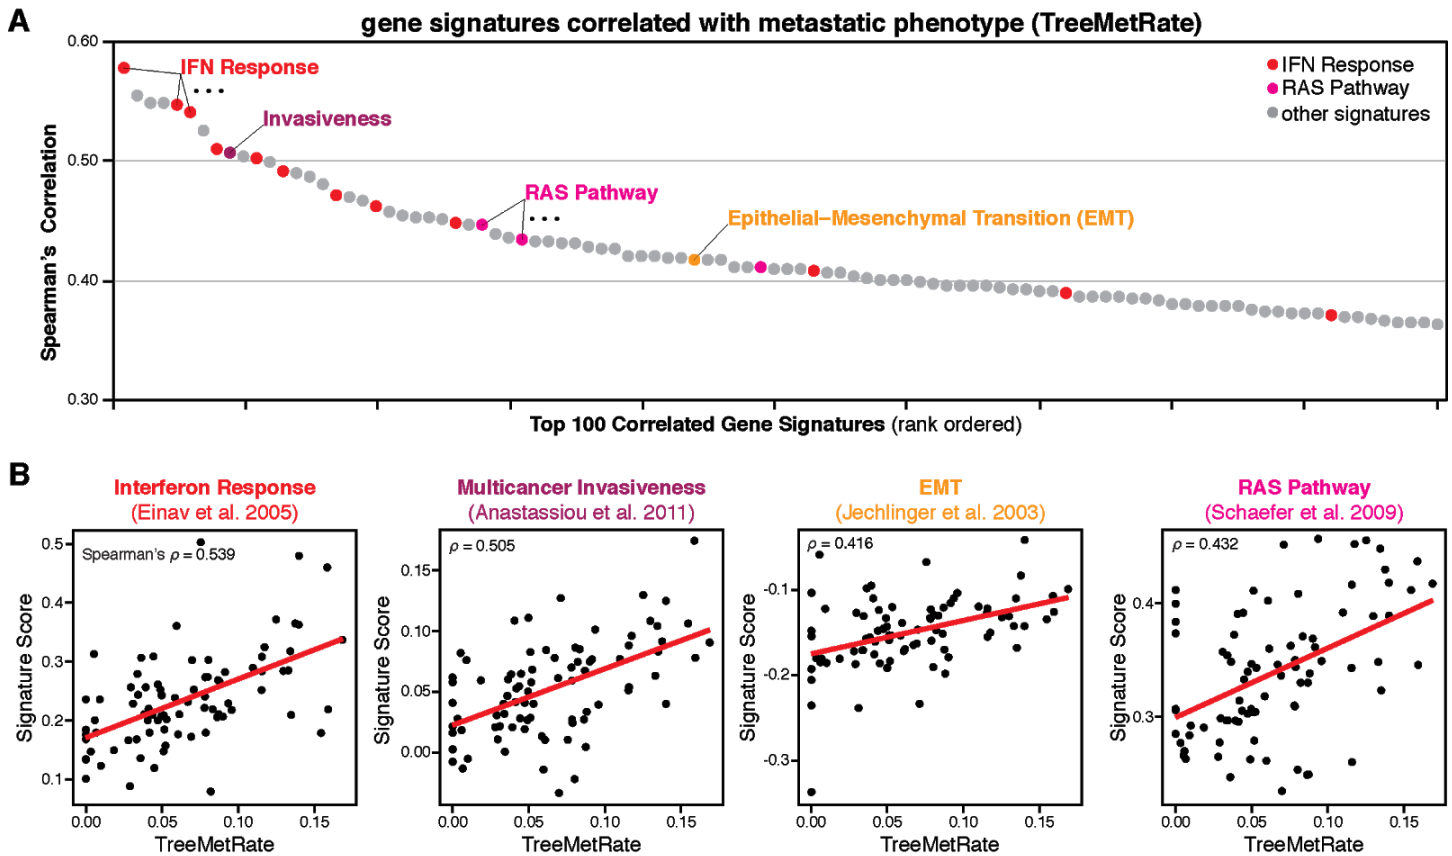 A
gene signatures correlated with metastatic phenotype (TreeMetRate)
0.60
IFN Response
IFN Response
RAS Pathway
other signatures
Invasiveness
0.50
RAS Pathway
Epithelial–Mesenchymal Transition (EMT)
0.40
0.30
Spearman's Correlation
Top 100 Correlated Gene Signatures (rank ordered)
B
Interferon Response
(Einav et al. 2005)
Spearman's ρ = 0.539
0.5
0.4
0.3
0.2
0.1
Signature Score
0.00 0.05 0.10 0.15
TreeMetRate
Multicancer Invasiveness
(Anastassiou et al. 2011)
ρ = 0.505
0.15
0.10
0.05
0.00
Signature Score
0.00 0.05 0.10 0.15
TreeMetRate
EMT
(Jechlinger et al. 2003)
ρ = 0.416
-0.1
-0.2
-0.3
Signature Score
0.00 0.05 0.10 0.15
TreeMetRate
RAS Pathway
(Schaefer et al. 2009)
ρ = 0.432
0.4
0.3
Signature Score
0.00 0.05 0.10 0.15
TreeMetRate